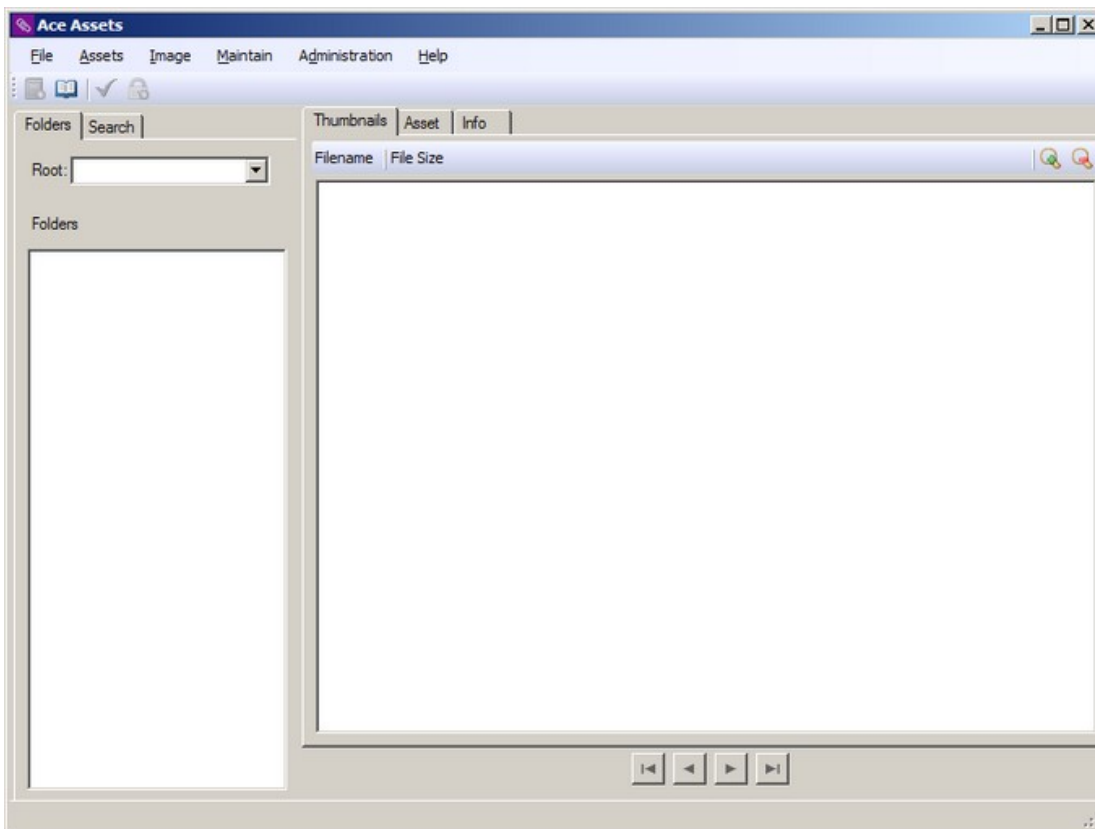 Ace Assets
File Assets Image Maintain Administration Help
Folders Search
Thumbnails Asset Info
Filename File Size
Root:
Folders